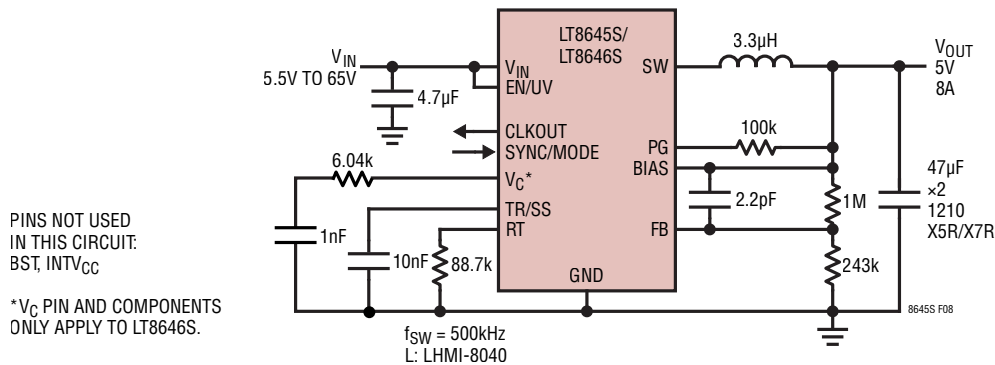 LT8645S/
LT8646S
3.3µH
VOUT
5V
8A
VIN
5.5V TO 65V
VIN
EN/UV
SW
4.7µF
100k
CLKOUT
SYNC/MODE
PG
BIAS
6.04k
VC*
2.2pF
1M
47µF
×2
1210
X5R/X7R
TR/SS
RT
FB
PINS NOT USED
IN THIS CIRCUIT:
BST, INTVCC
1nF
10nF
88.7k
GND
243k
*VC PIN AND COMPONENTS
ONLY APPLY TO LT8646S.
8645S F08
fSW = 500kHz
L: LHMI-8040